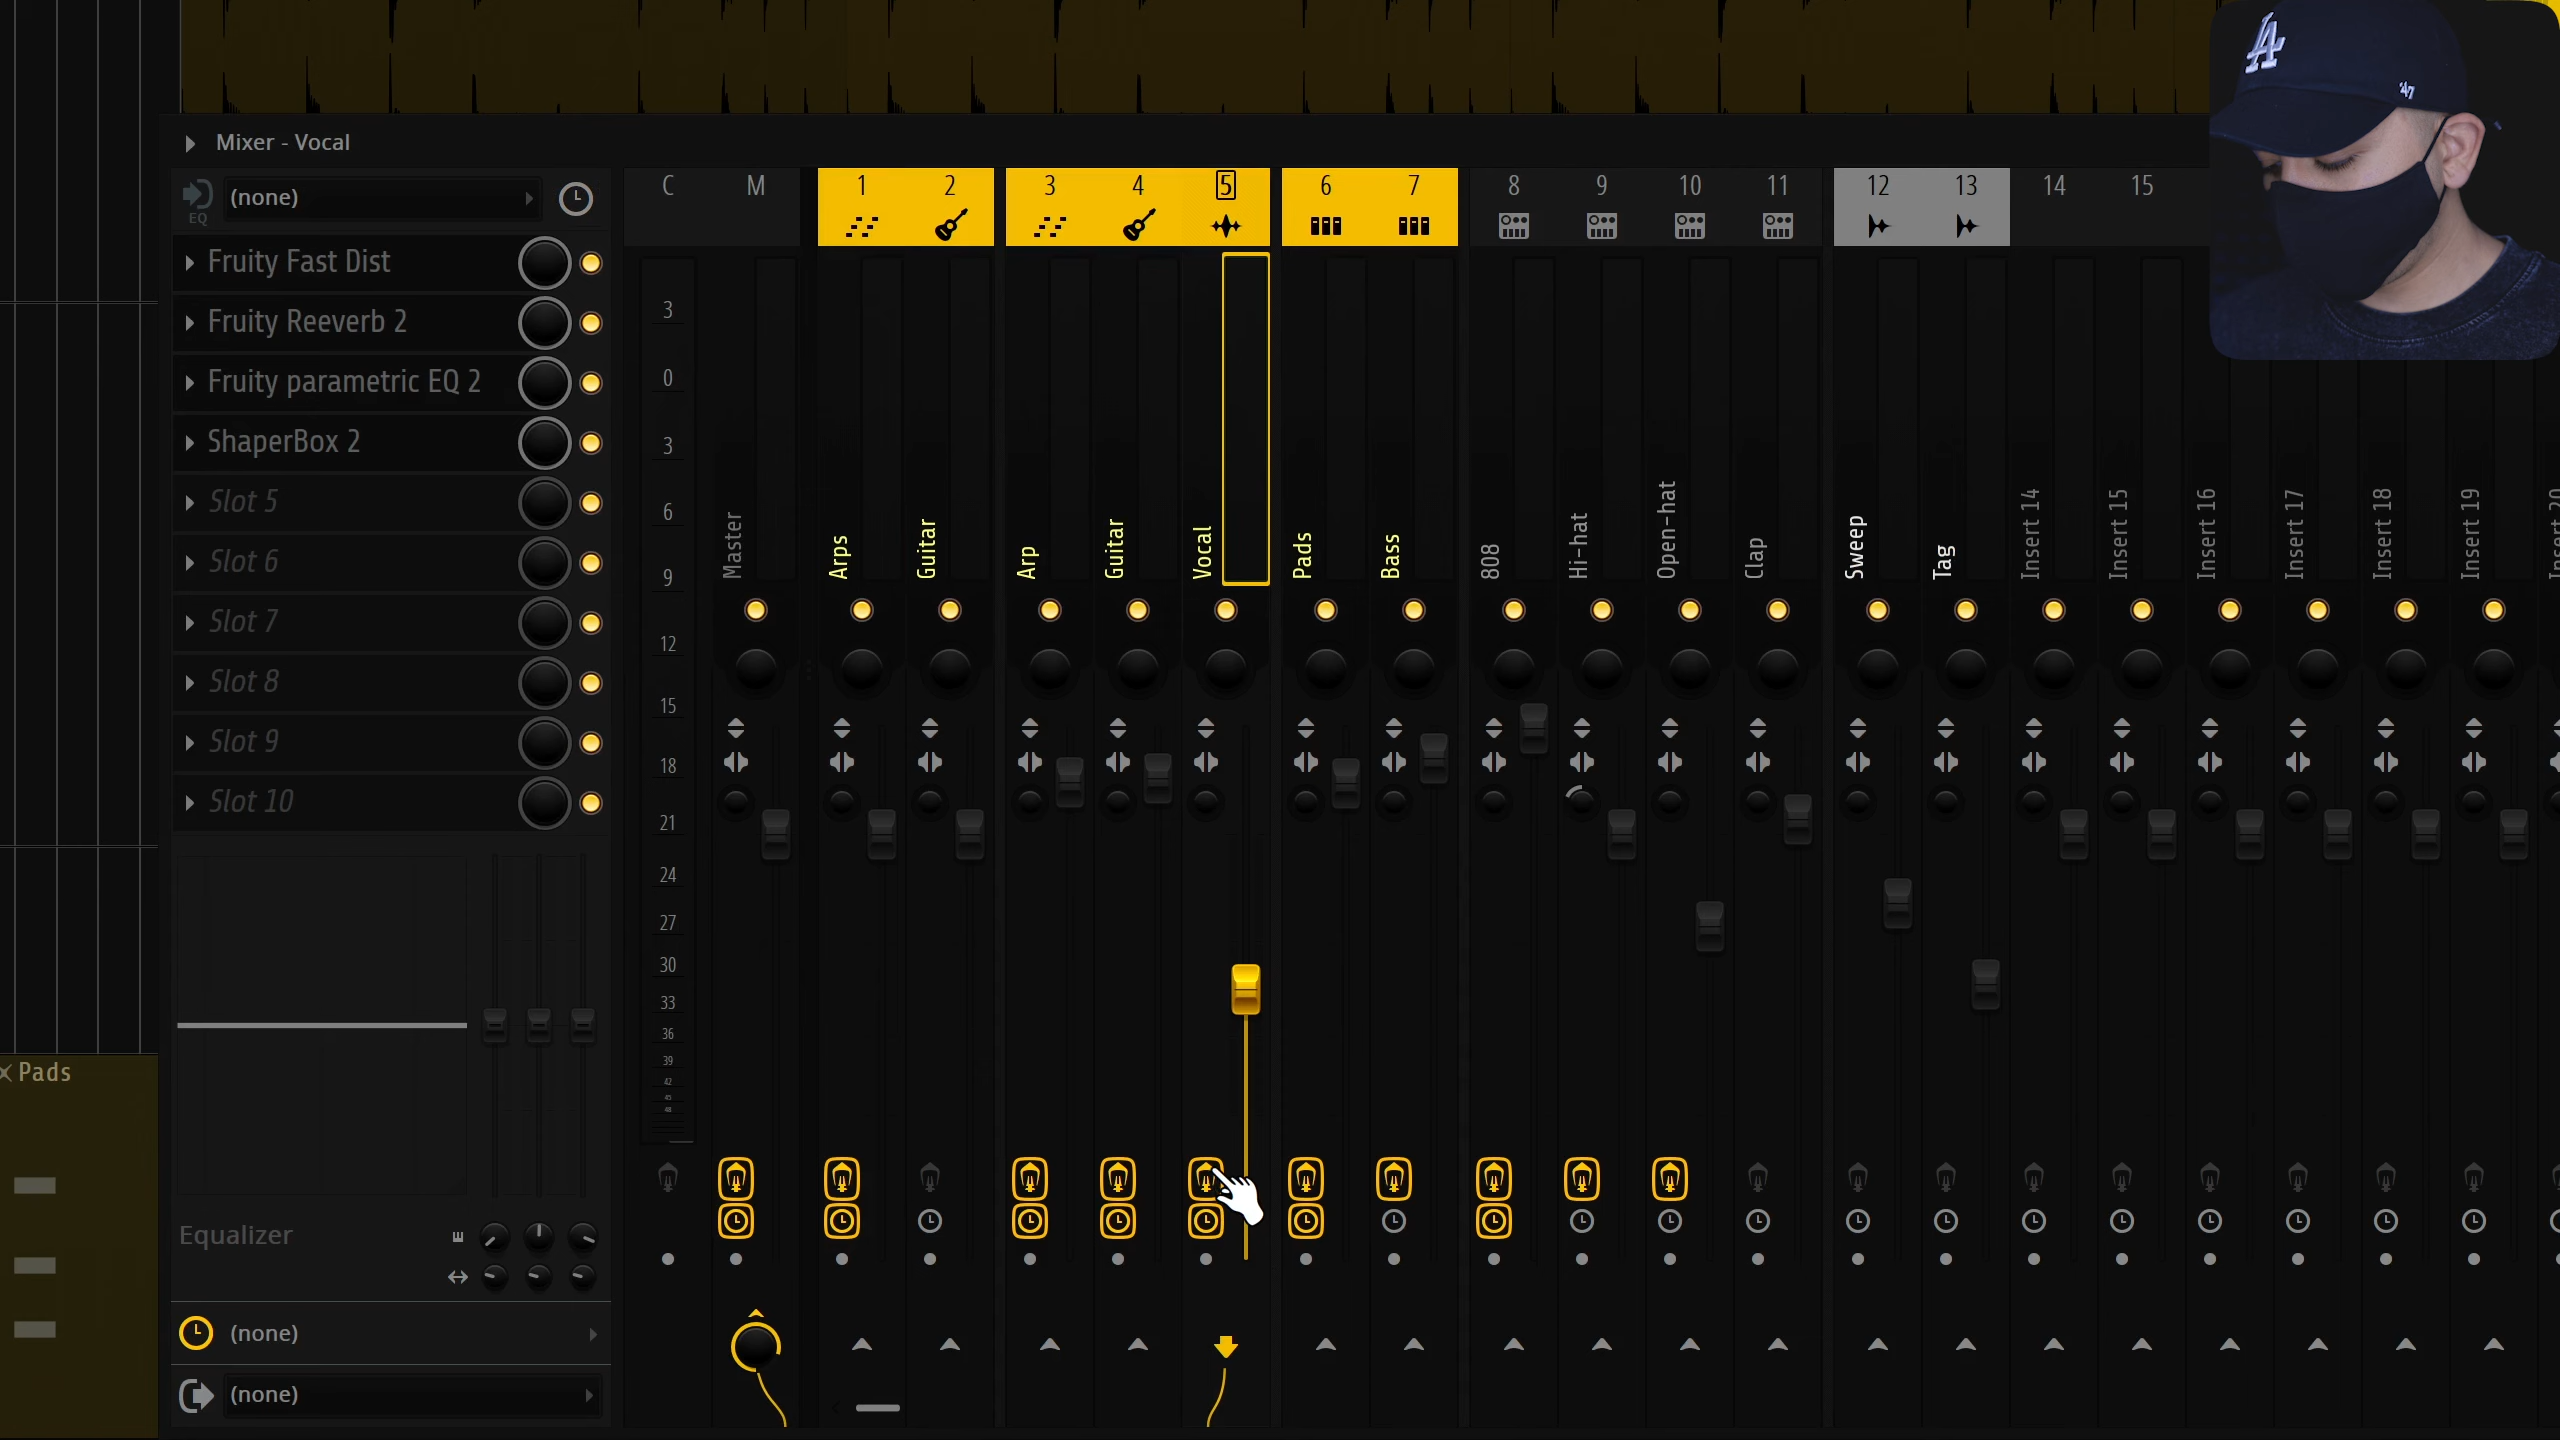 Mixer - Vocal
(none)
EQ
Fruity Fast Dist
Fruity Reeverb 2
Fruity parametric EQ 2
ShaperBox 2
Slot 5
Slot 6
Slot 7
Slot 8
Slot 9
Slot 10
Equalizer
(none)
(none)
Pads
C M 1 2 3 4 5 6 7 8 9 10 11 12 13 14 15
3
0
3
6
9
12
15
18
21
24
27
30
33
36
39
42
Master
Arps
Guitar
Arp
Guitar
Vocal
Pads
Bass
808
Hi-hat
Open-hat
Clap
Sweep
Tag
Insert 14
Insert 15
Insert 16
Insert 17
Insert 18
Insert 19
LA
'47